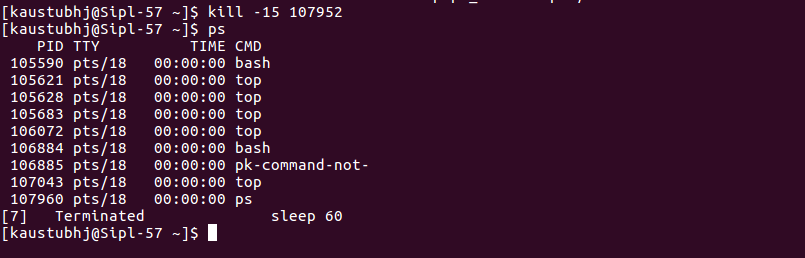 [kaustubhj@Sipl-57 ~]$ kill -15 107952
[kaustubhj@Sipl-57 ~]$ ps
   PID TTY          TIME CMD
105590 pts/18   00:00:00 bash
105621 pts/18   00:00:00 top
105628 pts/18   00:00:00 top
105683 pts/18   00:00:00 top
106072 pts/18   00:00:00 top
106884 pts/18   00:00:00 bash
106885 pts/18   00:00:00 pk-command-not-
107043 pts/18   00:00:00 top
107960 pts/18   00:00:00 ps
[7]   Terminated              sleep 60
[kaustubhj@Sipl-57 ~]$